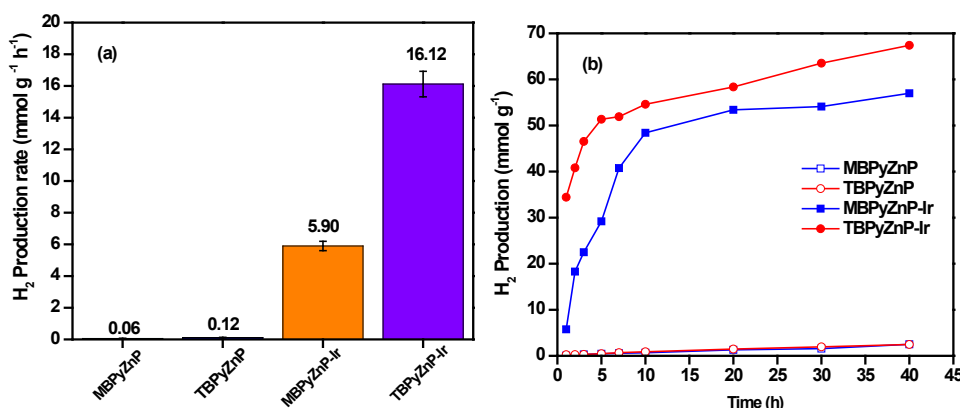 (a)
H2 Production rate (mmol g-1 h-1)
20
18
16
14
12
10
8
6
4
2
0
0.06
0.12
5.90
16.12
MBPyZnP
TBPyZnP
MBPyZnP-Ir
TBPyZnP-Ir
(b)
H2 Production (mmol g-1)
70
60
50
40
30
20
10
0
MBPyZnP
TBPyZnP
MBPyZnP-Ir
TBPyZnP-Ir
0 5 10 15 20 25 30 35 40 45
Time (h)